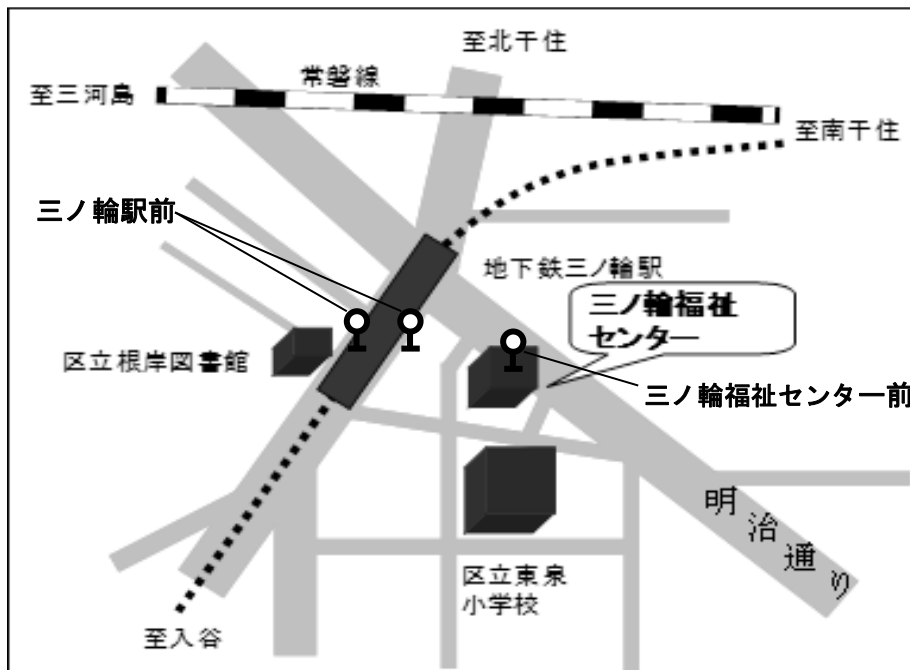 至北千住
常磐線
至三河島
至南千住
三ノ輪駅前
地下鉄三ノ輪駅
三ノ輪福祉
センター
区立根岸図書館
三ノ輪福祉センター前
明治通り
区立東泉
小学校
至入谷